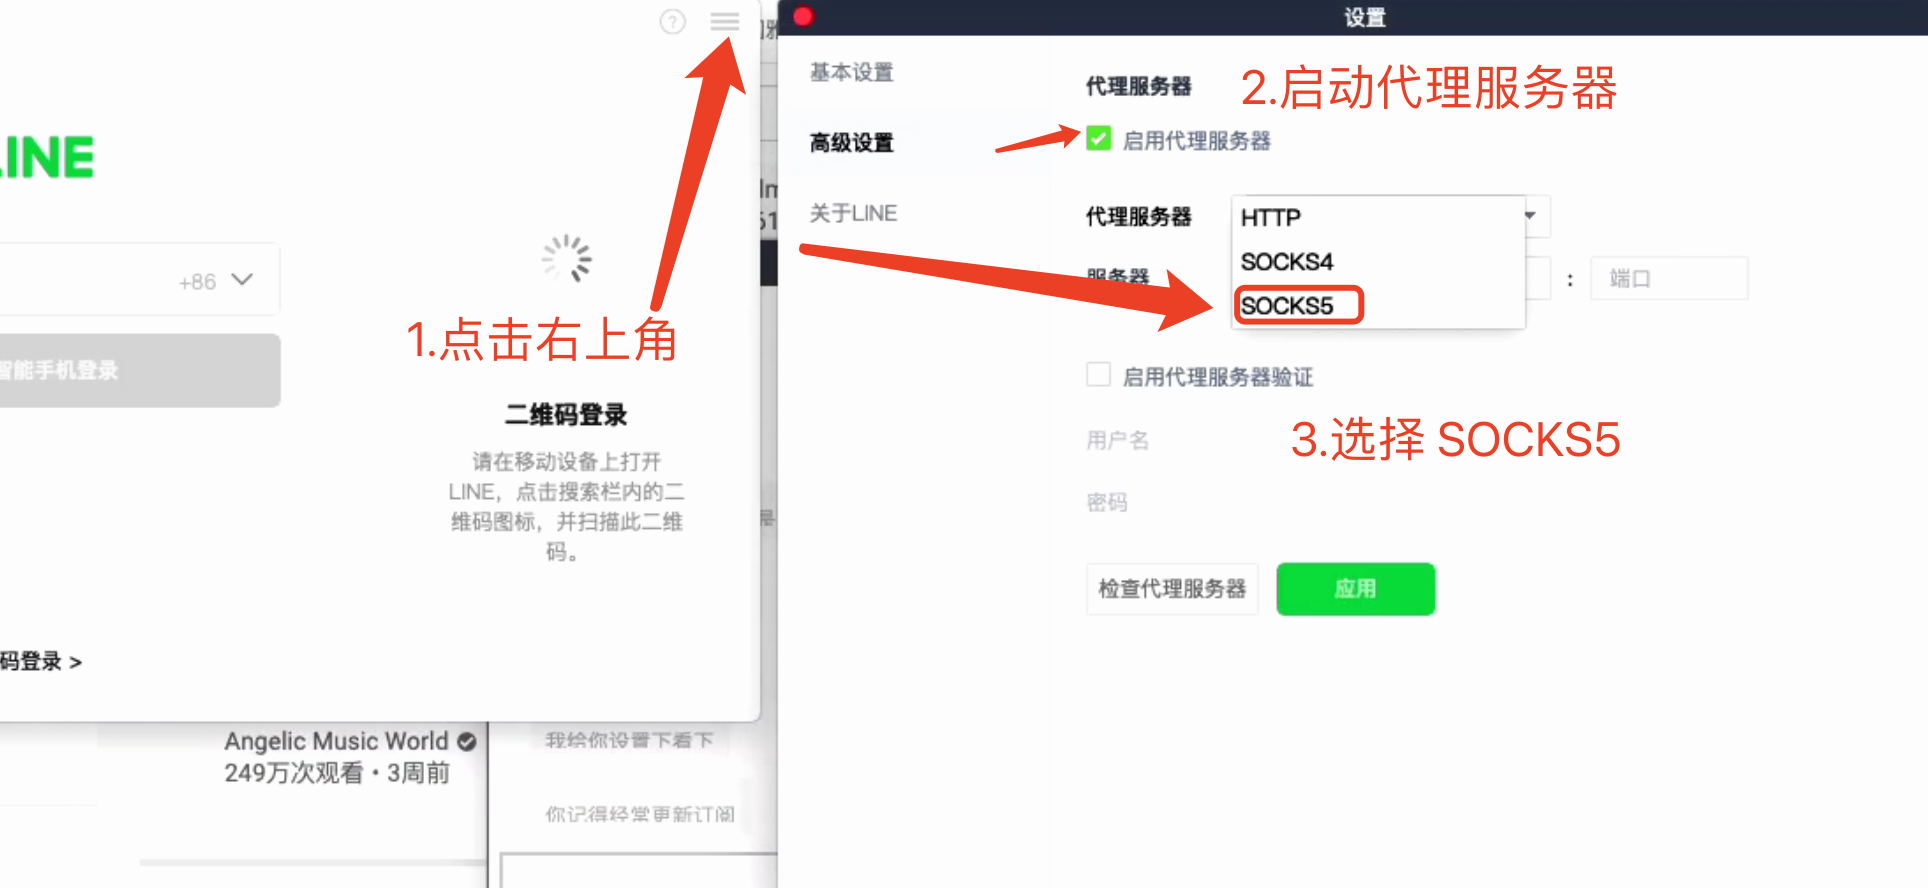 LINE
+86
智能手机登录
1.点击右上角
二维码登录
请在移动设备上打开
LINE，点击搜索栏内的二
维码图标，并扫描此二维
码。
码登录 >
Angelic Music World
249万次观看・3周前
我给你设置下看下
你记得经常更新订阅
设置
基本设置
高级设置
关于LINE
代理服务器
2.启动代理服务器
启用代理服务器
代理服务器
HTTP
SOCKS4
SOCKS5
服务器
:
端口
启用代理服务器验证
用户名
3.选择 SOCKS5
密码
检查代理服务器
应用